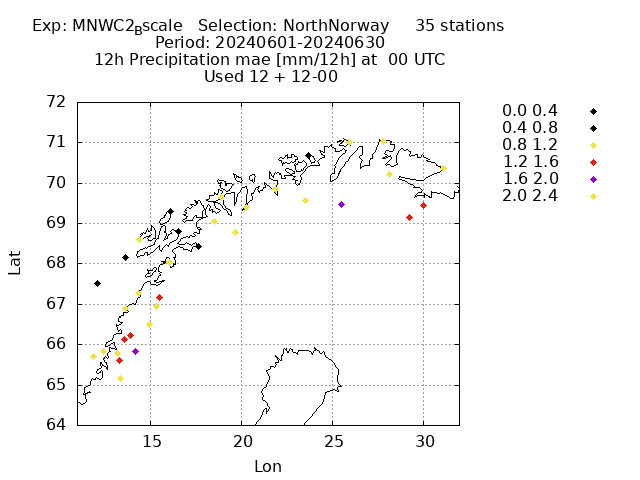 Exp: MNWC2Bscale   Selection: NorthNorway     35 stations
Period: 20240601-20240630
12h Precipitation mae [mm/12h] at  00 UTC
Used 12 + 12-00
72
71
70
69
68
67
66
65
64
Lat
15 20 25 30
Lon
0.0 0.4
0.4 0.8
0.8 1.2
1.2 1.6
1.6 2.0
2.0 2.4